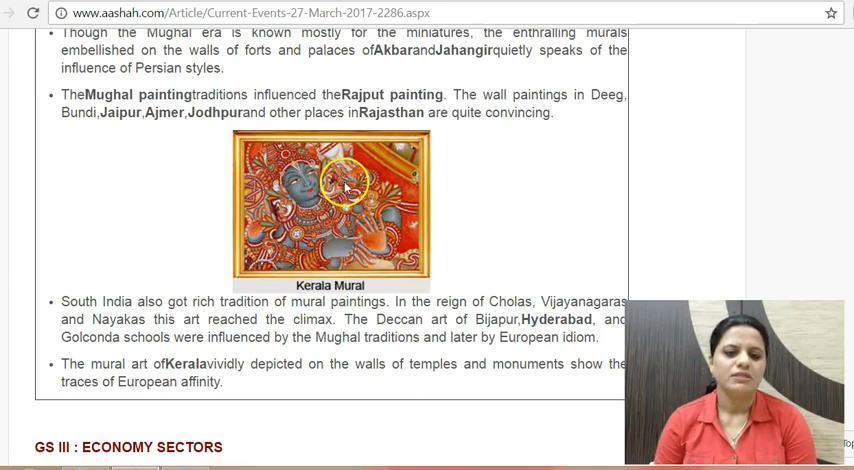 www.aashah.com/Article/Current-Events-27-March-2017-2286.aspx
Though the Mughal era is known mostly for the miniatures, the enthralling murals
embellished on the walls of forts and palaces ofAkbarandJahangirquietly speaks of the
influence of Persian styles.
TheMughal paintingtraditions influenced theRajput painting. The wall paintings in Deeg,
Bundi,Jaipur,Ajmer,Jodhpurand other places inRajasthan are quite convincing.
Kerala Mural
South India also got rich tradition of mural paintings. In the reign of Cholas, Vijayanagaras
and Nayakas this art reached the climax. The Deccan art of Bijapur,Hyderabad, and
Golconda schools were influenced by the Mughal traditions and later by European idiom.
The mural art ofKeralavividly depicted on the walls of temples and monuments show the
traces of European affinity.
GS III : ECONOMY SECTORS
Top